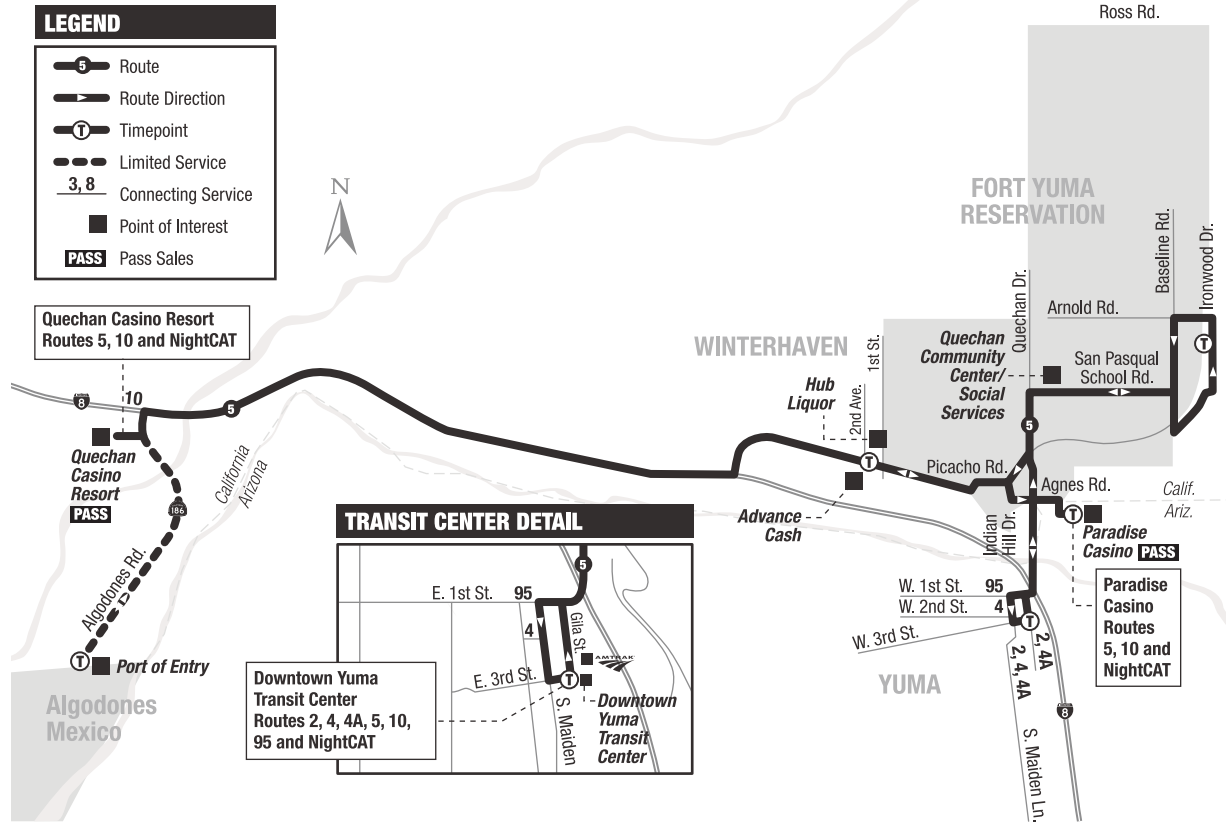 LEGEND
5
Route
Route Direction
T
Timepoint
Limited Service
3, 8
Connecting Service
Point of Interest
PASS
Pass Sales
N
Ross Rd.
FORT YUMA
RESERVATION
Baseline Rd.
Ironwood Dr.
Quechan Dr.
Arnold Rd.
T
San Pasqual
School Rd.
Quechan
Community
Center/
Social
Services
WINTERHAVEN
1st St.
2nd Ave.
Hub
Liquor
Quechan Casino Resort
Routes 5, 10 and NightCAT
8
10
5
Quechan
Casino
Resort
PASS
California
Arizona
186
Algodones Rd.
T
Port of Entry
Algodones
Mexico
T
Advance
Cash
Picacho Rd.
5
Agnes Rd.
Calif.
Ariz.
T
Indian
Hill Dr.
Paradise
Casino PASS
Paradise
Casino
Routes
5, 10 and
NightCAT
W. 1st St.
95
W. 2nd St.
4
T
W. 3rd St.
2, 4A
2, 4, 4A
YUMA
8
S. Maiden Ln.
TRANSIT CENTER DETAIL
5
E. 1st St.
95
4
Gila St.
AMTRAK
E. 3rd St.
T
S. Maiden
Downtown
Yuma
Transit
Center
Downtown Yuma
Transit Center
Routes 2, 4, 4A, 5, 10,
95 and NightCAT